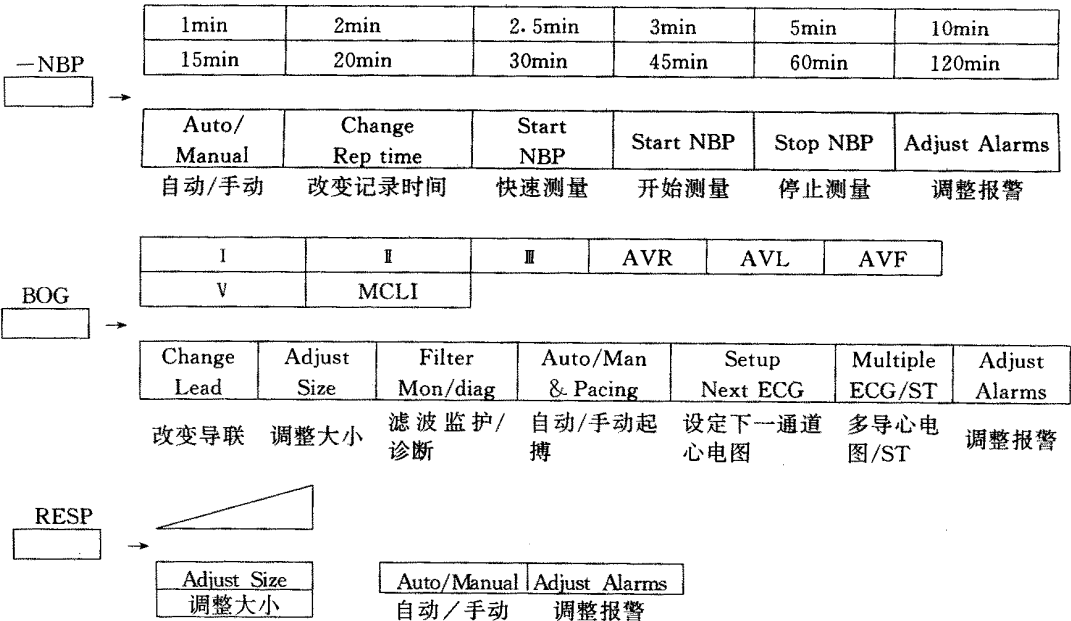 1min 2min 2.5min 3min 5min 10min
—NBP
15min 20min 30min 45min 60min 120min
Auto/ Change Start Start NBP Stop NBP Adjust Alarms
Manual Rep time NBP
自动/手动 改变记录时间 快速测量 开始测量 停止测量 调整报警
I II III AVR AVL AVF
V MCLI
BOG
Change Adjust Filter Auto/Man Setup Multiple Adjust
Lead Size Mon/diag & Pacing Next ECG ECG/ST Alarms
改变导联 调整大小 滤波监护/ 自动/手动起 设定下一通道 多导心电 调整报警
诊断 搏 心电图 图/ST
RESP
Adjust Size Auto/Manual Adjust Alarms
调整大小 自动/手动 调整报警